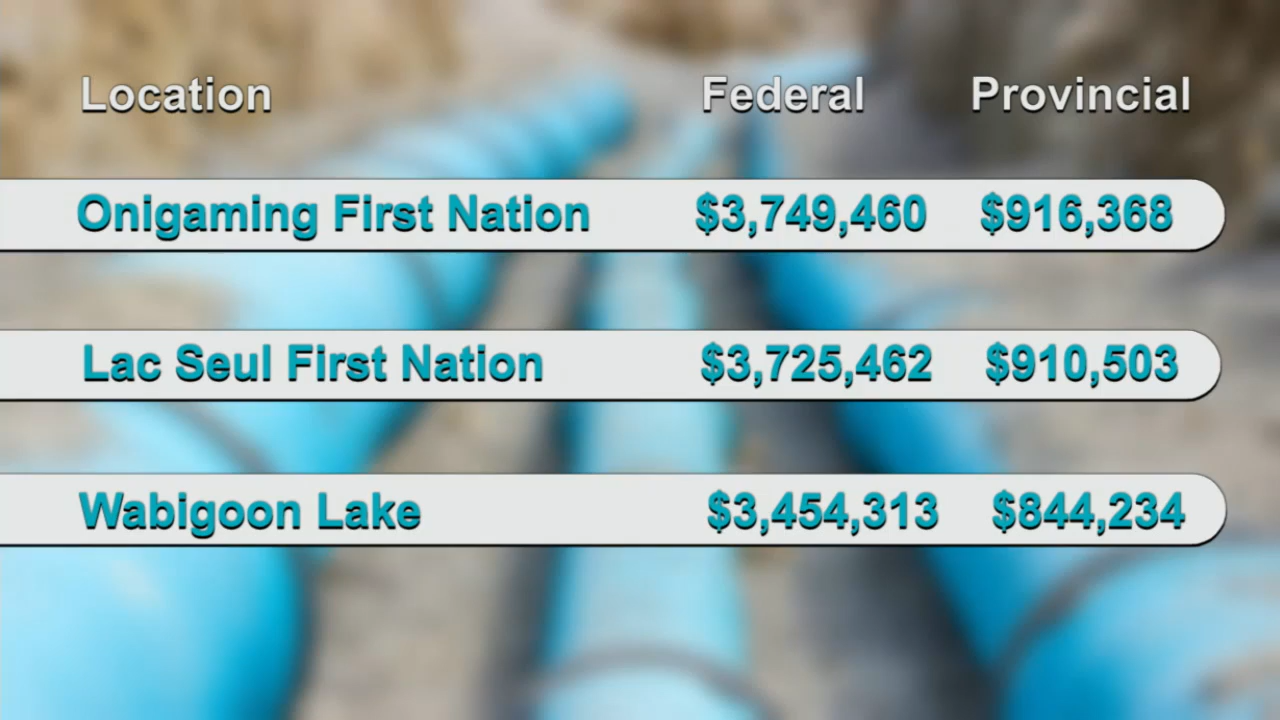 Location Federal Provincial
Onigaming First Nation $3,749,460 $916,368
Lac Seul First Nation $3,725,462 $910,503
Wabigoon Lake $3,454,313 $844,234